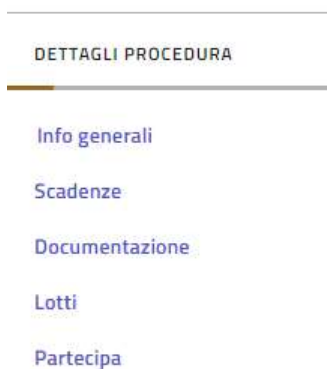 DETTAGLI PROCEDURA
Info generali
Scadenze
Documentazione
Lotti
Partecipa